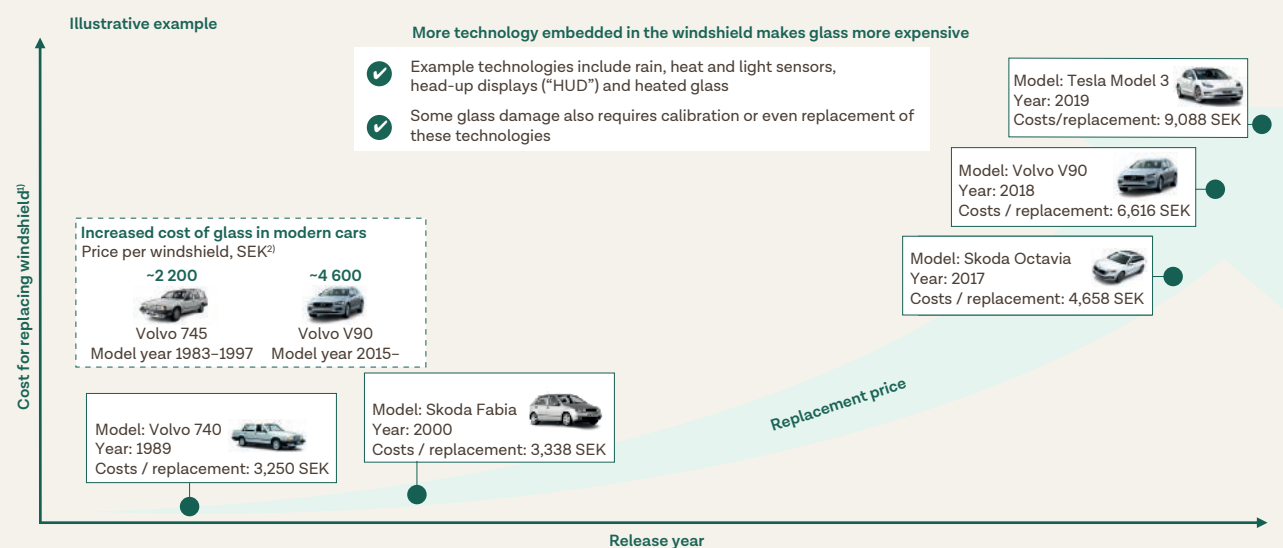 Illustrative example
More technology embedded in the windshield makes glass more expensive
Example technologies include rain, heat and light sensors,
head-up displays (“HUD”) and heated glass
Some glass damage also requires calibration or even replacement of
these technologies
Model: Tesla Model 3
Year: 2019
Costs/replacement: 9,088 SEK
Model: Volvo V90
Year: 2018
Costs / replacement: 6,616 SEK
Model: Skoda Octavia
Year: 2017
Costs / replacement: 4,658 SEK
Cost for replacing windshield¹⁾
Increased cost of glass in modern cars
Price per windshield, SEK²⁾
~2 200
Volvo 745
Model year 1983–1997
~4 600
Volvo V90
Model year 2015–
Model: Volvo 740
Year: 1989
Costs / replacement: 3,250 SEK
Model: Skoda Fabia
Year: 2000
Costs / replacement: 3,338 SEK
Replacement price
Release year